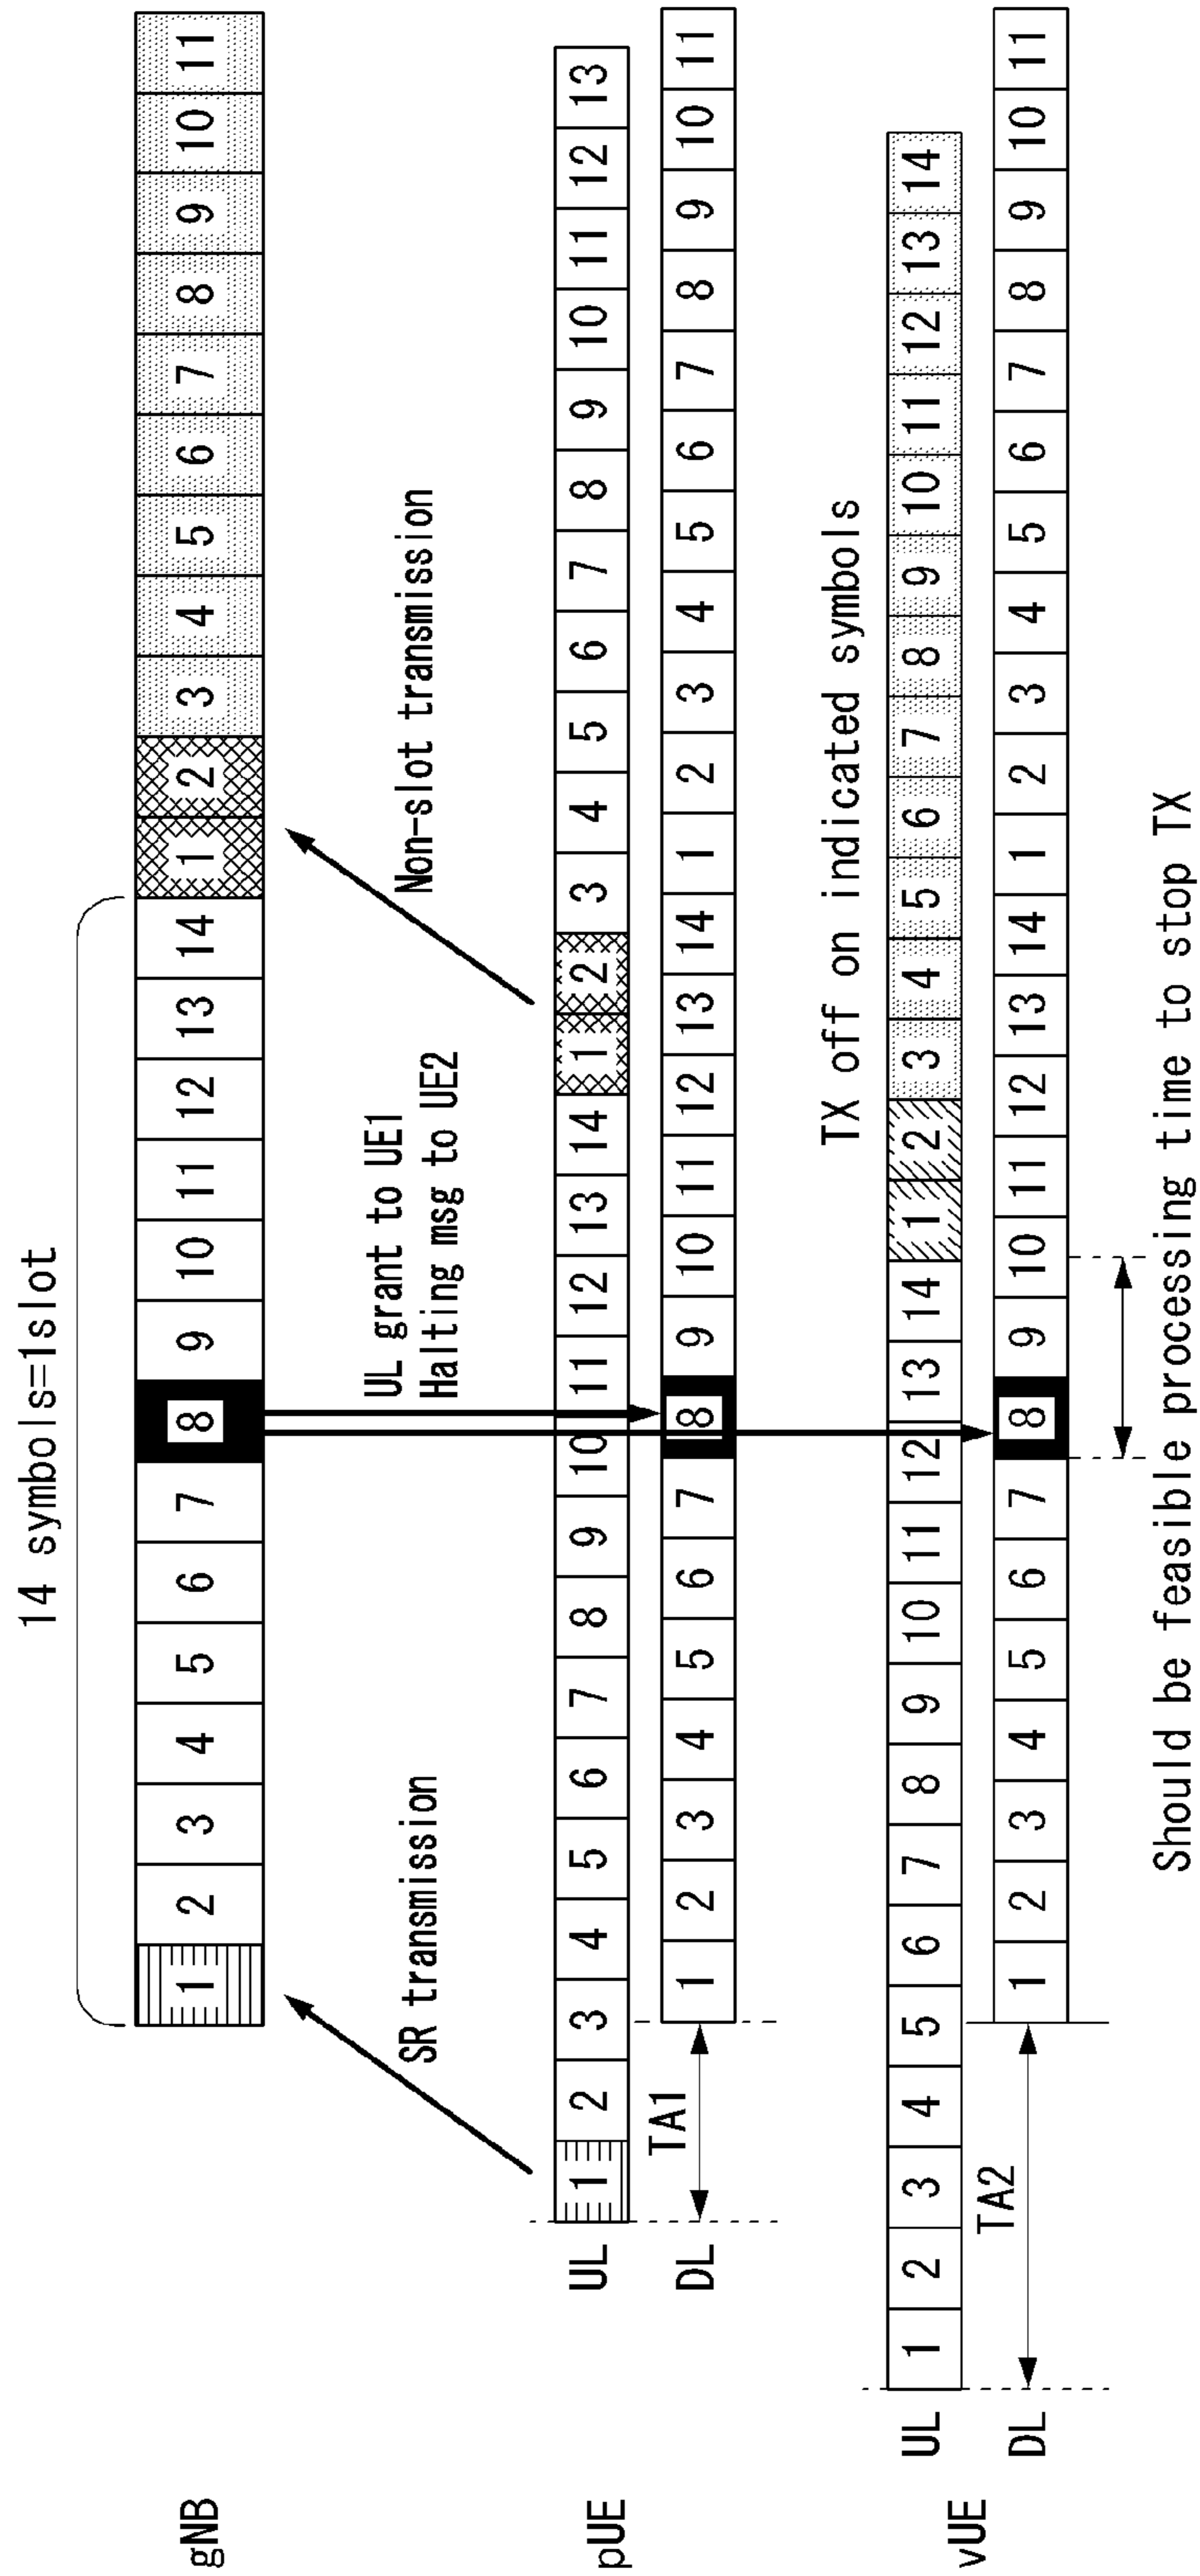 14 symbols=1slot
gNB
1 2 3 4 5 6 7 8 9 10 11 12 13 14 1 2 3 4 5 6 7 8 9 10 11
SR transmission
UL grant to UE1
Halting msg to UE2
Non-slot transmission
pUE
UL 1 2 3 4 5 6 7 8 9 10 11 12 13 14 1 2 3 4 5 6 7 8 9 10 11 12 13
TA1
DL 1 2 3 4 5 6 7 8 9 10 11 12 13 14 1 2 3 4 5 6 7 8 9 10 11
TX off on indicated symbols
vUE
UL 1 2 3 4 5 6 7 8 9 10 11 12 13 14 1 2 3 4 5 6 7 8 9 10 11 12 13 14
TA2
DL 1 2 3 4 5 6 7 8 9 10 11 12 13 14 1 2 3 4 5 6 7 8 9 10 11
Should be feasible processing time to stop TX